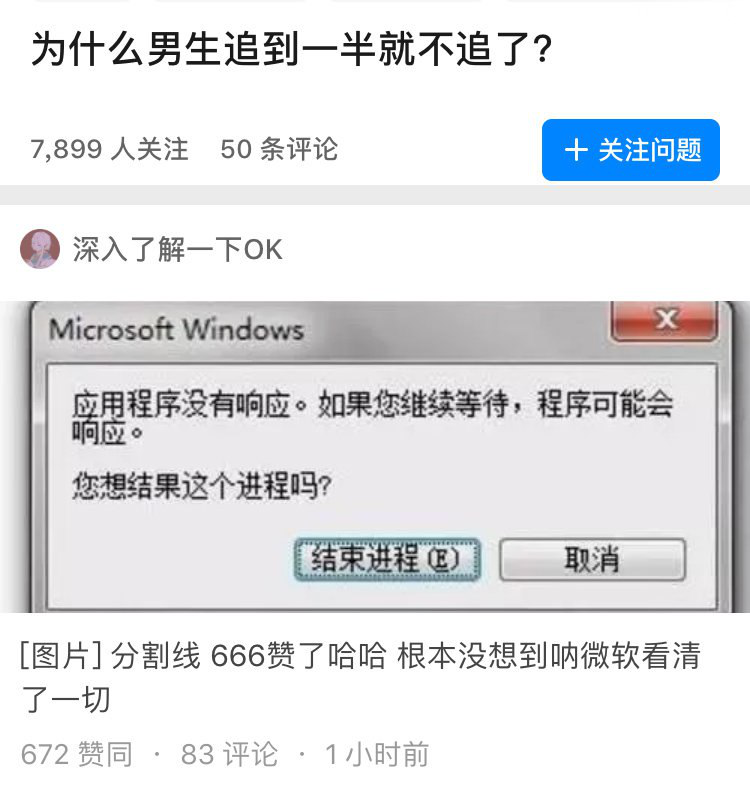 为什么男生追到一半就不追了?
7,899 人关注 50 条评论
+ 关注问题
深入了解一下OK
Microsoft Windows
应用程序没有响应。如果您继续等待，程序可能会
响应。
您想结果这个进程吗?
结束进程(E)
取消
[图片] 分割线 666赞了哈哈 根本没想到呐微软看清
了一切
672 赞同 · 83 评论 · 1 小时前